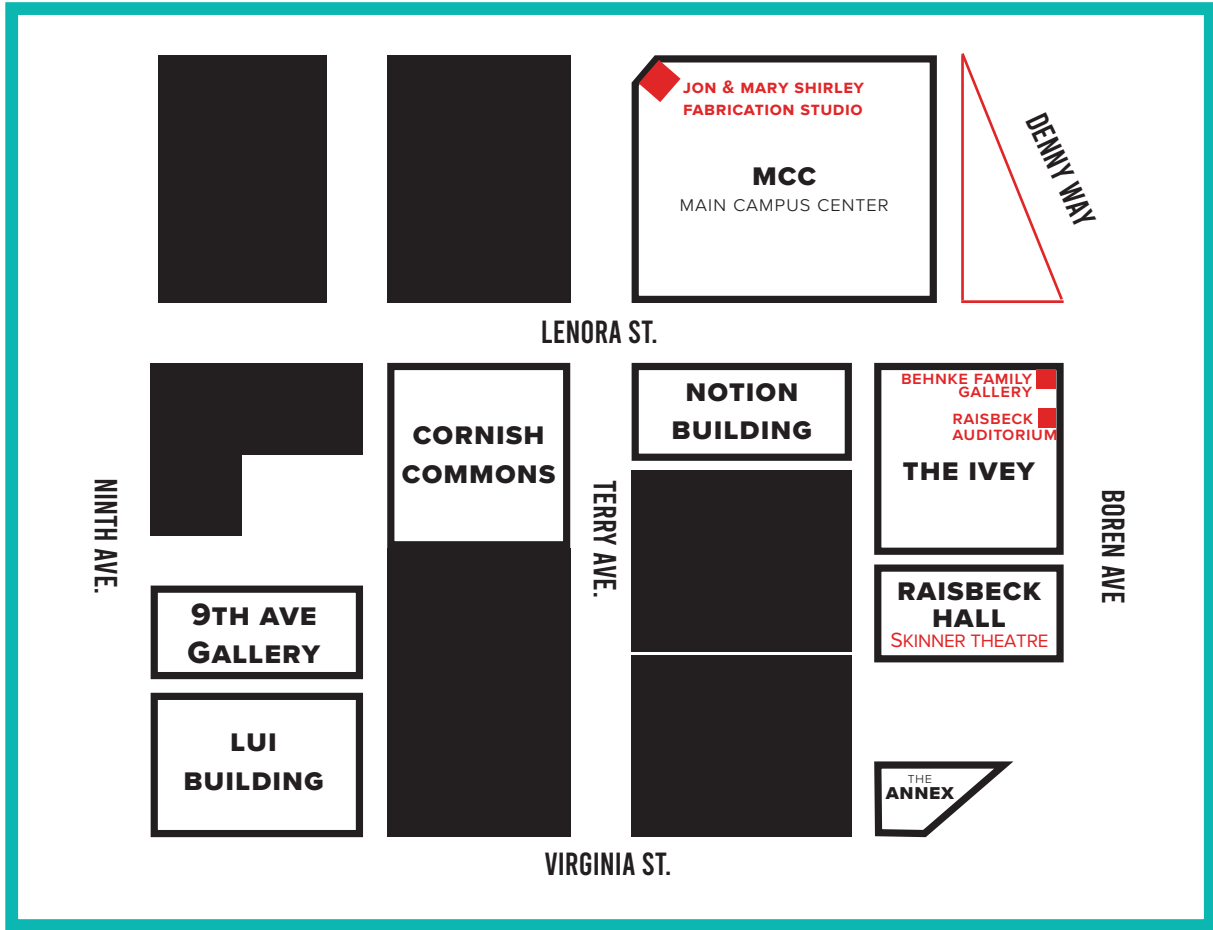 JON & MARY SHIRLEY
FABRICATION STUDIO
MCC
MAIN CAMPUS CENTER
DENNY WAY
LENORA ST.
NINTH AVE.
CORNISH
COMMONS
TERRY AVE.
NOTION
BUILDING
BEHNKE FAMILY
GALLERY
RAISBECK
AUDITORIUM
THE IVEY
BOREN AVE
9TH AVE
GALLERY
RAISBECK
HALL
SKINNER THEATRE
LUI
BUILDING
THE
ANNEX
VIRGINIA ST.